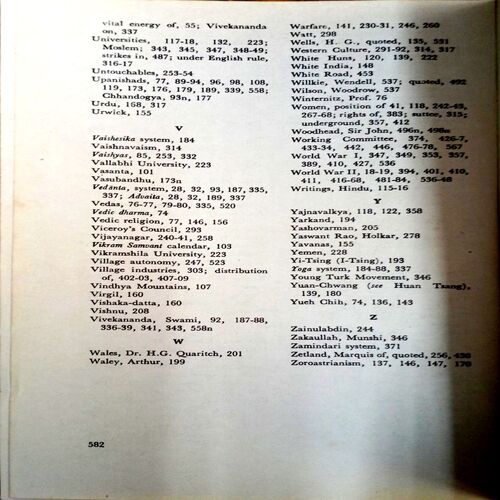 vital energy of, 55; Vivekananda
on, 337
Universities, 117-18, 132, 223;
Moslem; 343, 345, 347, 348-49;
strikes in, 487; under English rule,
316-17
Untouchables, 253-54
Upanishads, 77, 89-94, 96, 98, 108,
119, 173, 176, 179, 189, 339, 558;
Chhandogya, 93n, 177
Urdu, 168, 317
Urwick, 155
V
Vaishesika system, 184
Vaishnavaism, 314
Vaishyas, 85, 253, 332
Vallabhi University, 223
Vasanta, 101
Vasubandhu, 173n
Vedānta, system, 28, 32, 93, 187, 335,
337; Advaita, 28, 32, 189, 337
Vedas, 76-77, 79-80, 335, 520
Vedic dharma, 74
Vedic religion, 77, 146, 156
Viceroy's Council, 293
Vijayanagar, 240-41, 258
Vikram Samvant calendar, 103
Vikramshila University, 223
Village autonomy, 247, 523
Village industries, 303; distribution
of, 402-03, 407-09
Vindhya Mountains, 107
Virgil, 160
Vishaka-datta, 160
Vishnu, 208
Vivekananda, Swami, 92, 187-88,
336-39, 341, 343, 558n
W
Wales, Dr. H.G. Quaritch, 201
Waley, Arthur, 199
582
Warfare, 141, 230-31, 246, 260
Watt, 298
Wells, H. G., quoted, 135, 531
Western Culture, 291-92, 314, 317
White Huns, 120, 139, 222
White India, 148
White Road, 453
Willkie, Wendell, 537; quoted, 492
Wilson, Woodrow, 537
Winternitz, Prof. 76
Women, position of 41, 118, 242-43,
267-68; rights of, 383; suttee, 315;
underground, 357, 412
Woodhead, Sir John, 496n, 498n
Working Committee, 374, 426-7,
433-34, 442, 446, 476-78, 567
World War I, 347, 349, 353, 357,
389, 410, 427, 536
World War II, 18-19, 394, 401, 410,
411, 416-68, 481-84, 536-48
Writings, Hindu, 115-16
Y
Yajnavalkya, 118, 122, 358
Yarkand, 194
Yashovarman, 205
Yaswant Rao, Holkar, 278
Yavanas, 155
Yemen, 228
Yi-Tsing (I-Tsing), 193
Yoga system, 184-88, 337
Young Turk Movement, 346
Yuan-Chwang (see Huan Tsang),
139, 180
Yueh Chih, 74, 136, 143
Z
Zainulabdin, 244
Zakaullah, Munshi, 346
Zamindari system, 371
Zetland, Marquis of, quoted, 256, 438
Zoroastrianism, 137, 146, 147, 170